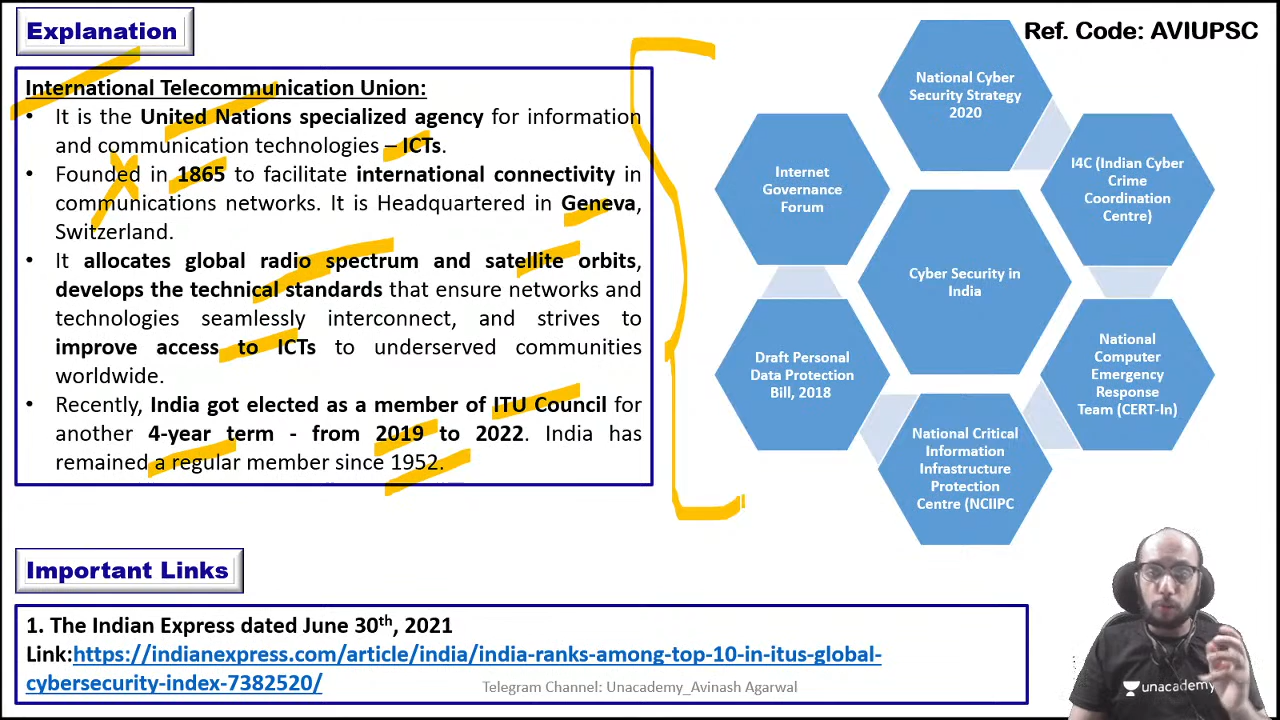 Explanation
Ref. Code: AVIUPSC
International Telecommunication Union:
• It is the United Nations specialized agency for information
and communication technologies – ICTs.
• Founded in 1865 to facilitate international connectivity in
communications networks. It is Headquartered in Geneva,
Switzerland.
• It allocates global radio spectrum and satellite orbits,
develops the technical standards that ensure networks and
technologies seamlessly interconnect, and strives to
improve access to ICTs to underserved communities
worldwide.
• Recently, India got elected as a member of ITU Council for
another 4-year term - from 2019 to 2022. India has
remained a regular member since 1952.
National Cyber
Security Strategy
2020
I4C (Indian Cyber
Crime
Coordination
Centre)
National
Computer
Emergency
Response
Team (CERT-In)
National Critical
Information
Infrastructure
Protection
Centre (NCIIPC
Draft Personal
Data Protection
Bill, 2018
Internet
Governance
Forum
Cyber Security in
India
Important Links
1. The Indian Express dated June 30th, 2021
Link:https://indianexpress.com/article/india/india-ranks-among-top-10-in-itus-global-
cybersecurity-index-7382520/
Telegram Channel: Unacademy_Avinash Agarwal
unacademy